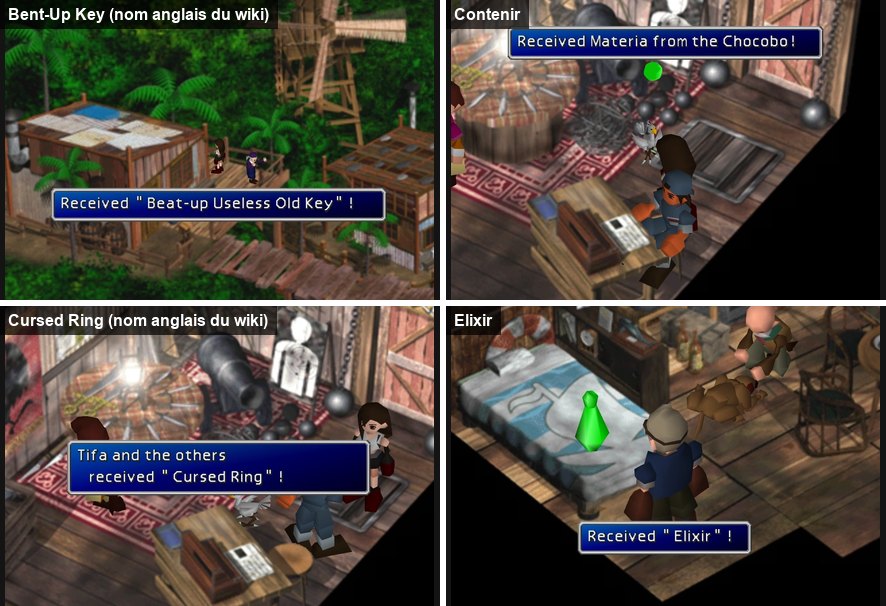 Bent-Up Key (nom anglais du wiki)
Received "Beat-up Useless Old Key" !
Contenir
Received Materia from the Chocobo!
Cursed Ring (nom anglais du wiki)
Tifa and the others
received "Cursed Ring" !
Elixir
Received "Elixir" !